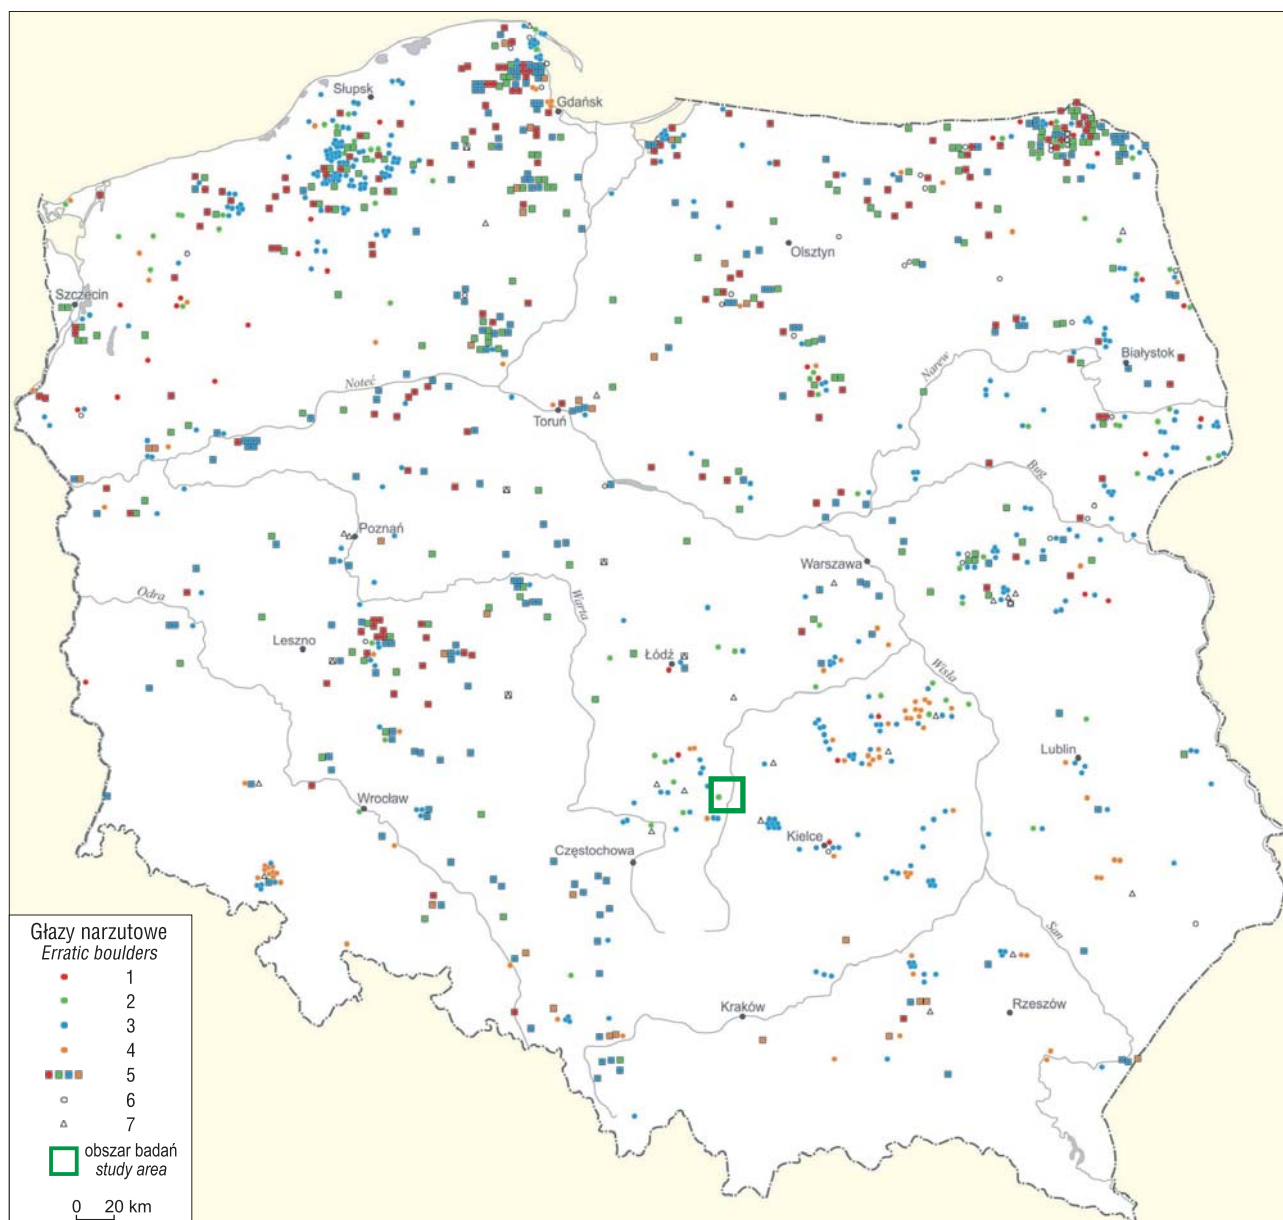 Słupsk
Gdańsk
Olsztyn
Szczecin
Białystok
Narew
Noteć
Toruń
Bug
Poznań
Warszawa
Odra
Warta
Leszno
Łódź
Wisła
Lublin
Wrocław
Kielce
Częstochowa
San
Kraków
Rzeszów
Głazy narzutowe
Erratic boulders
1
2
3
4
5
6
7
obszar badań
study area
0 20 km